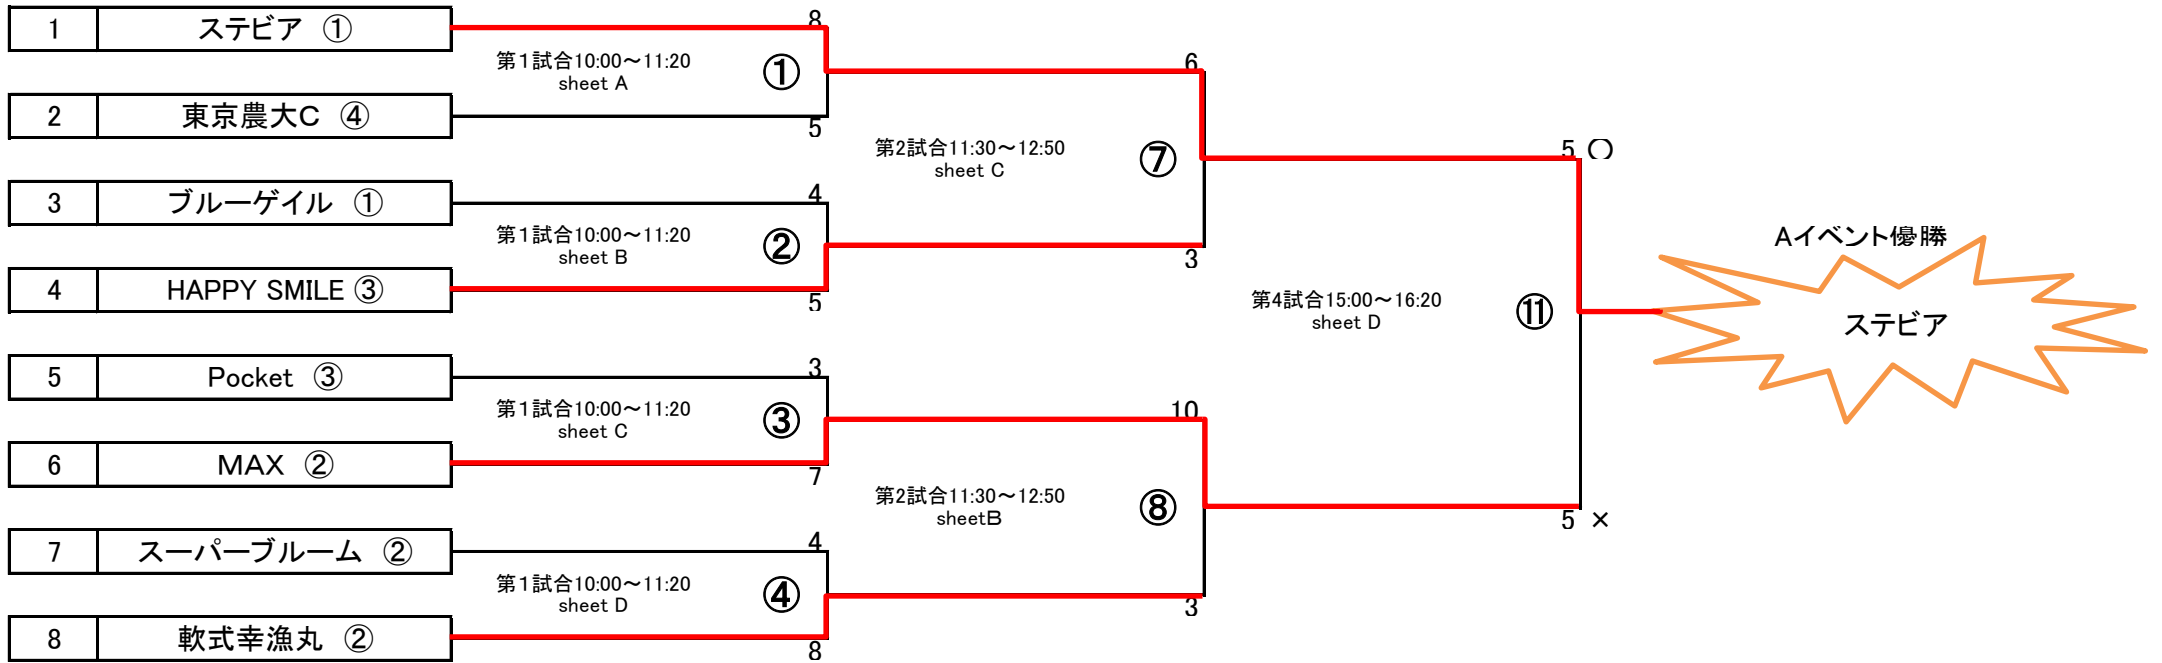 1 ステビア ①
8
第1試合10:00～11:20
sheet A
①
2 東京農大C ④
5
6
第2試合11:30～12:50
sheet C
⑦
3 ブルーゲイル ①
4
第1試合10:00～11:20
sheet B
②
4 HAPPY SMILE ③
5
3
5 〇
第4試合15:00～16:20
sheet D
⑪
Aイベント優勝
ステビア
5 Pocket ③
3
第1試合10:00～11:20
sheet C
③
6 MAX ②
7
10
第2試合11:30～12:50
sheetB
⑧
5 ×
7 スーパーブルーム ②
4
第1試合10:00～11:20
sheet D
④
8 軟式幸漁丸 ②
8
3